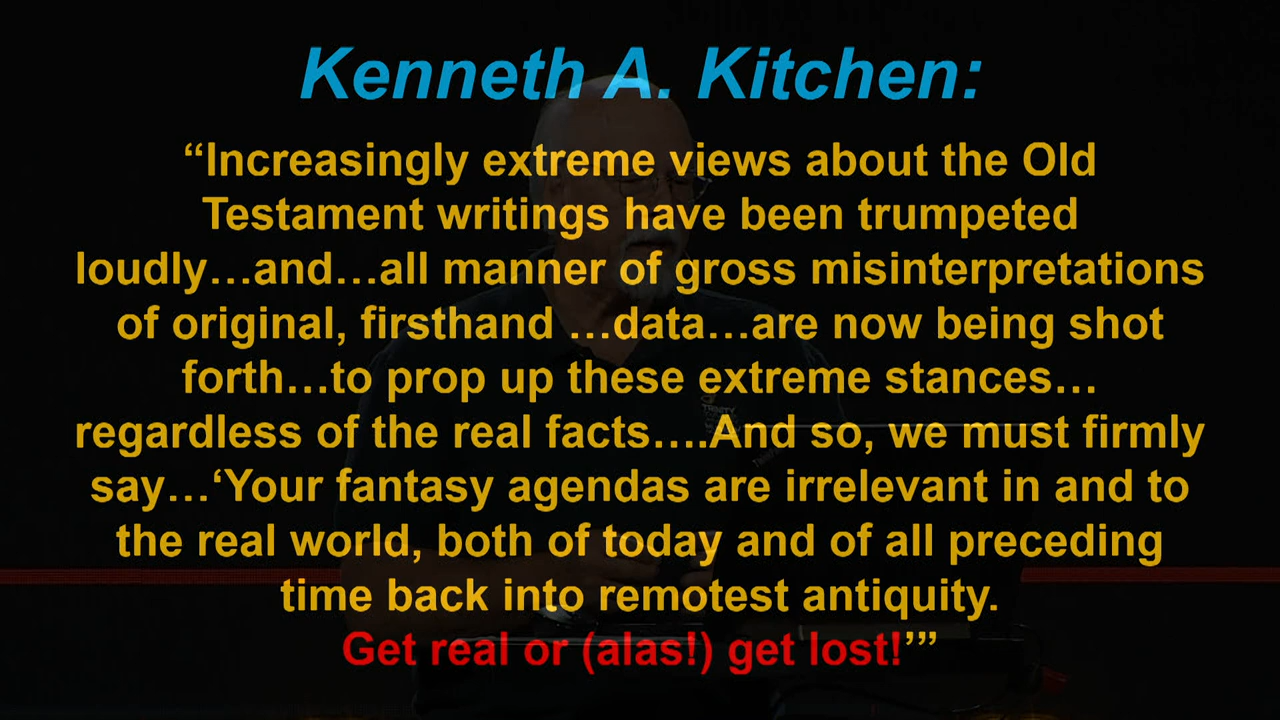 Kenneth A. Kitchen:
“Increasingly extreme views about the Old
Testament writings have been trumpeted
loudly…and…all manner of gross misinterpretations
of original, firsthand …data…are now being shot
forth…to prop up these extreme stances…
regardless of the real facts….And so, we must firmly
say…‘Your fantasy agendas are irrelevant in and to
the real world, both of today and of all preceding
time back into remotest antiquity.
Get real or (alas!) get lost!’”
TRINITY